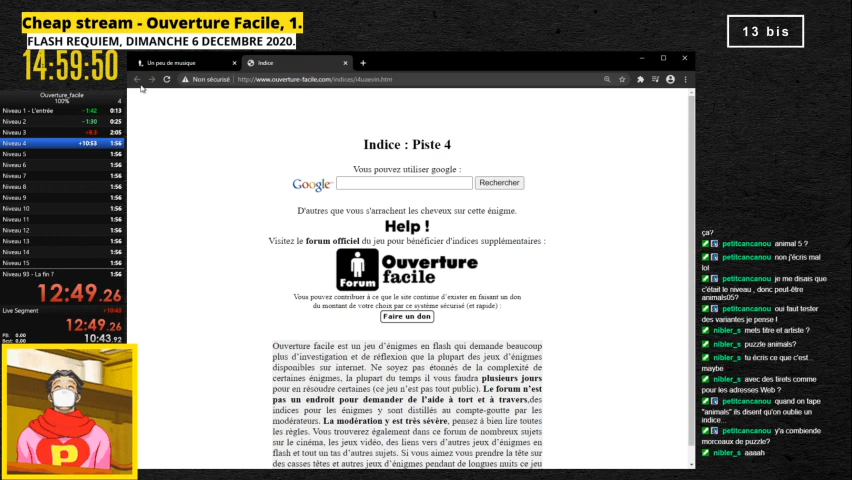 Cheap stream - Ouverture Facile, 1.
FLASH REQUIEM, DIMANCHE 6 DECEMBRE 2020.
14:59:50
13 bis
Ouverture_facile
100% 4
Niveau 1 - L'entrée -1:42 0:13
Niveau 2 -1:30 0:25
Niveau 3 +8.3 2:05
Niveau 4 +10:53 1:56
Niveau 5 1:56
Niveau 6 1:56
Niveau 7 1:56
Niveau 8 1:56
Niveau 9 1:56
Niveau 10 1:56
Niveau 11 1:56
Niveau 12 1:56
Niveau 13 1:56
Niveau 14 1:56
Niveau 15 1:56
Niveau 93 - La fin ? 1:56
12:49.26
Live Segment +10:43
12:49.26
PB: 0.00
Best: 0.00
10:43.92
P
Un peu de musique
Indice
Non sécurisé | http://www.ouverture-facile.com/indices/i4uaevin.htm
Indice : Piste 4
Vous pouvez utiliser google :
Google
Rechercher
D'autres que vous s'arrachent les cheveux sur cette énigme.
Help !
Visitez le forum officiel du jeu pour bénéficier d'indices supplémentaires :
Forum
Ouverture
facile
Vous pouvez contribuer à ce que le site continue d'exister en faisant un don
du montant de votre choix par ce système sécurisé (et rapide) :
Faire un don
Ouverture facile est un jeu d'énigmes en flash qui demande beaucoup
plus d'investigation et de réflexion que la plupart des jeux d'énigmes
disponibles sur internet. Ne soyez pas étonnés de la complexité de
certaines énigmes, la plupart du temps il vous faudra plusieurs jours
pour en résoudre certaines (ce jeu n'est pas tout public). Le forum n'est
pas un endroit pour demander de l'aide à tort et à travers,des
indices pour les énigmes y sont distillés au compte-goutte par les
modérateurs. La modération y est très sévère, pensez à bien lire toutes
les règles. Vous trouverez également dans ce forum de nombreux sujets
sur le cinéma, les jeux vidéo, des liens vers d'autres jeux d'énigmes en
flash et tout un tas d'autres sujets. Si vous aimez vous prendre la tête sur
des casses têtes et autres jeux d'énigmes pendant de longues nuits ce jeu
ça?
petitcancanou animal 5 ?
petitcancanou non j'écris mal
lol
petitcancanou je me disais que
c'était le niveau , donc peut-être
animals05?
petitcancanou oui faut tester
des variantes je pense !
nibler_s mets titre et artiste ?
nibler_s puzzle animals?
nibler_s tu écris ce que c'est...
maybe
nibler_s avec des tirets comme
pour les adresses Web ?
petitcancanou quand on tape
"animals" ils disent qu'on oublie un
indice...
petitcancanou y'a combiende
morceaux de puzzle?
nibler_s aaaah